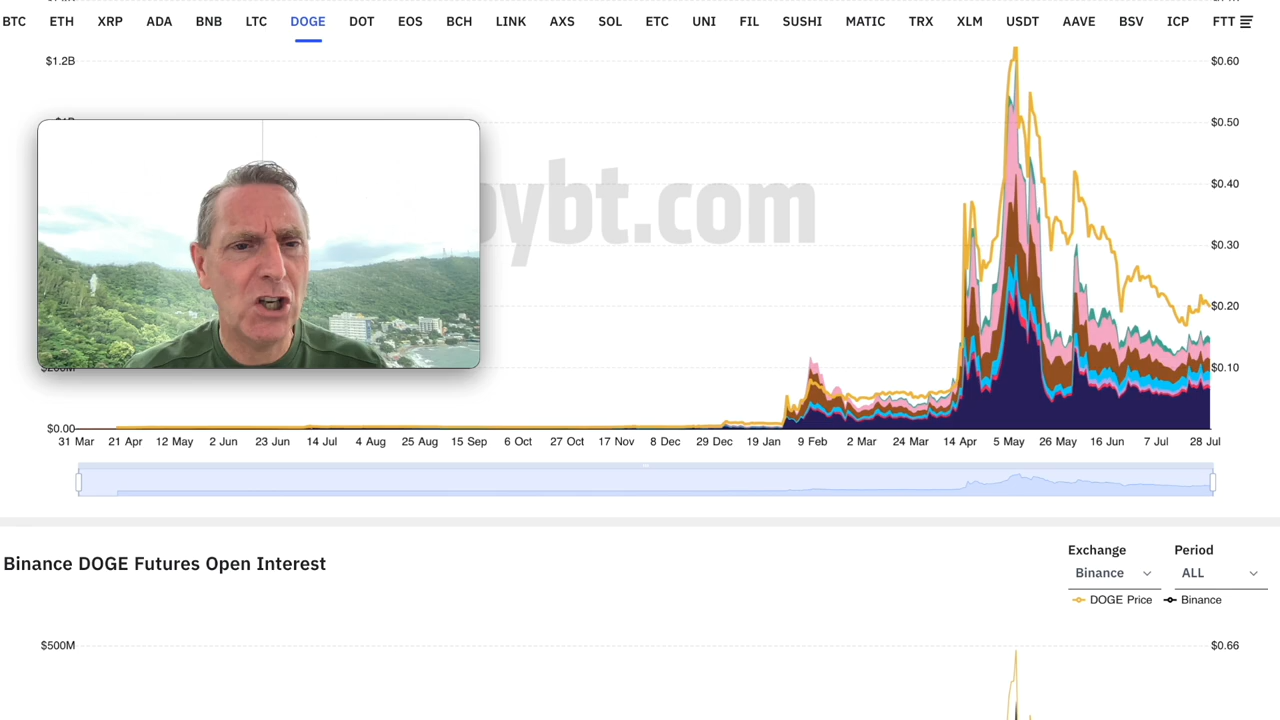 BTC ETH XRP ADA BNB LTC DOGE DOT EOS BCH LINK AXS SOL ETC UNI FIL SUSHI MATIC TRX XLM USDT AAVE BSV ICP FTT
$1.2B $0.60
$0.50
$0.40
ybt.com
$0.30
$0.20
$0.10
$0.00
31 Mar 21 Apr 12 May 2 Jun 23 Jun 14 Jul 4 Aug 25 Aug 15 Sep 6 Oct 27 Oct 17 Nov 8 Dec 29 Dec 19 Jan 9 Feb 2 Mar 24 Mar 14 Apr 5 May 26 May 16 Jun 7 Jul 28 Jul
Binance DOGE Futures Open Interest
Exchange Period
Binance ALL
DOGE Price Binance
$500M $0.66